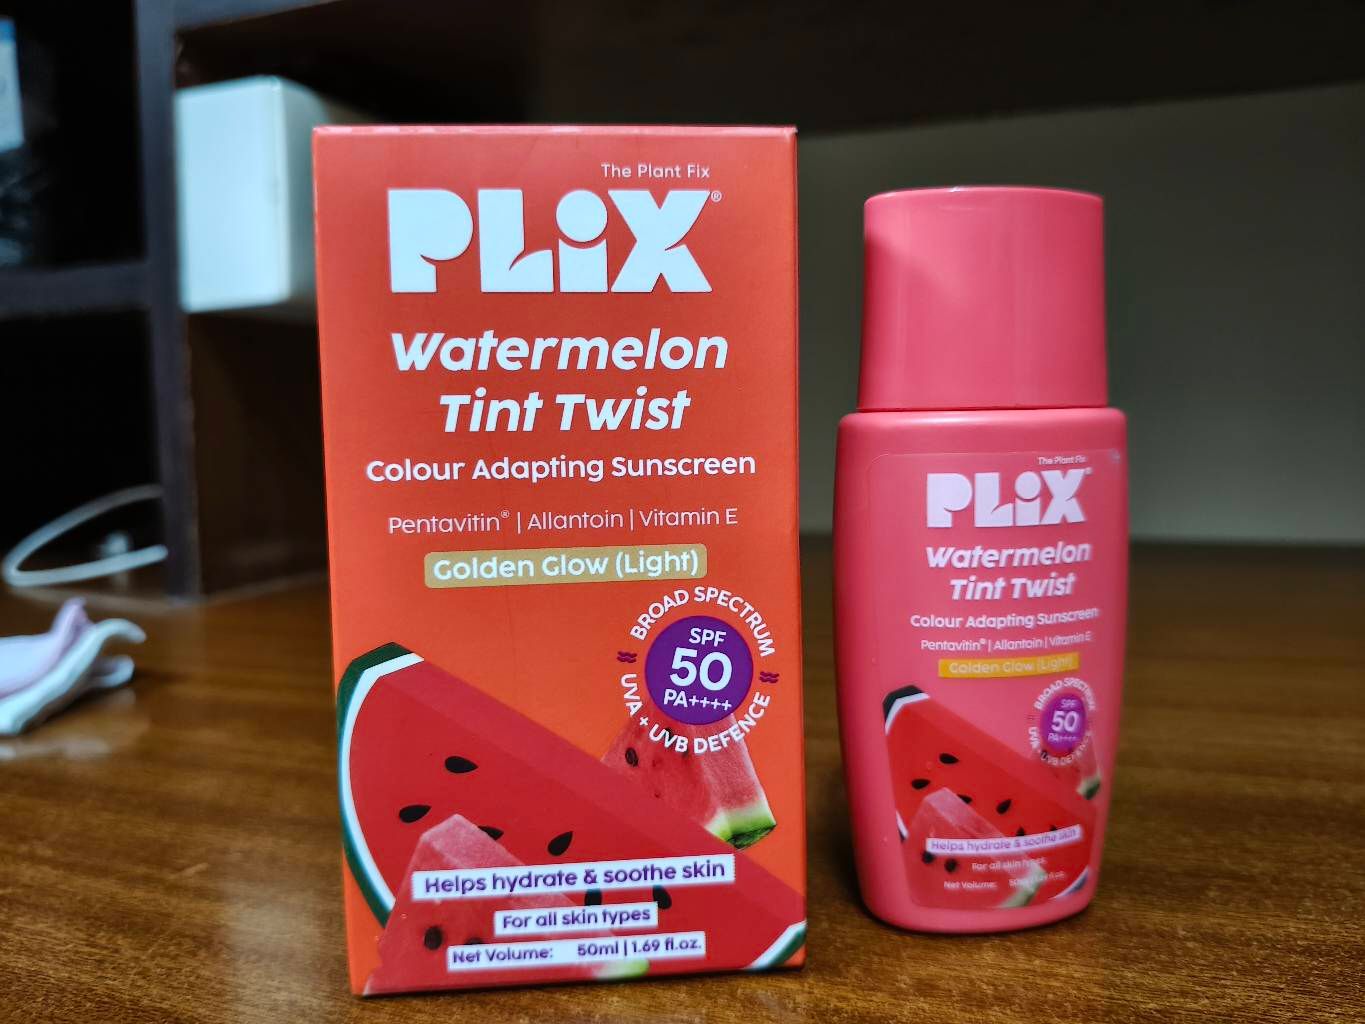 The Plant Fix
PLiX®
Watermelon
Tint Twist
Colour Adapting Sunscreen
Pentavitin® | Allantoin | Vitamin E
Golden Glow (Light)
BROAD SPECTRUM
SPF
50
PA++++
UVA + UVB DEFENCE
Helps hydrate & soothe skin
For all skin types
Net Volume: 50ml | 1.69 fl.oz.
The Plant Fix
PLiX®
Watermelon
Tint Twist
Colour Adapting Sunscreen
Pentavitin® | Allantoin | Vitamin E
Golden Glow (Light)
BROAD SPECTRUM
SPF
50
PA++++
UVB DEFENCE
Helps hydrate & soothe skin
For all skin types
Net Volume: